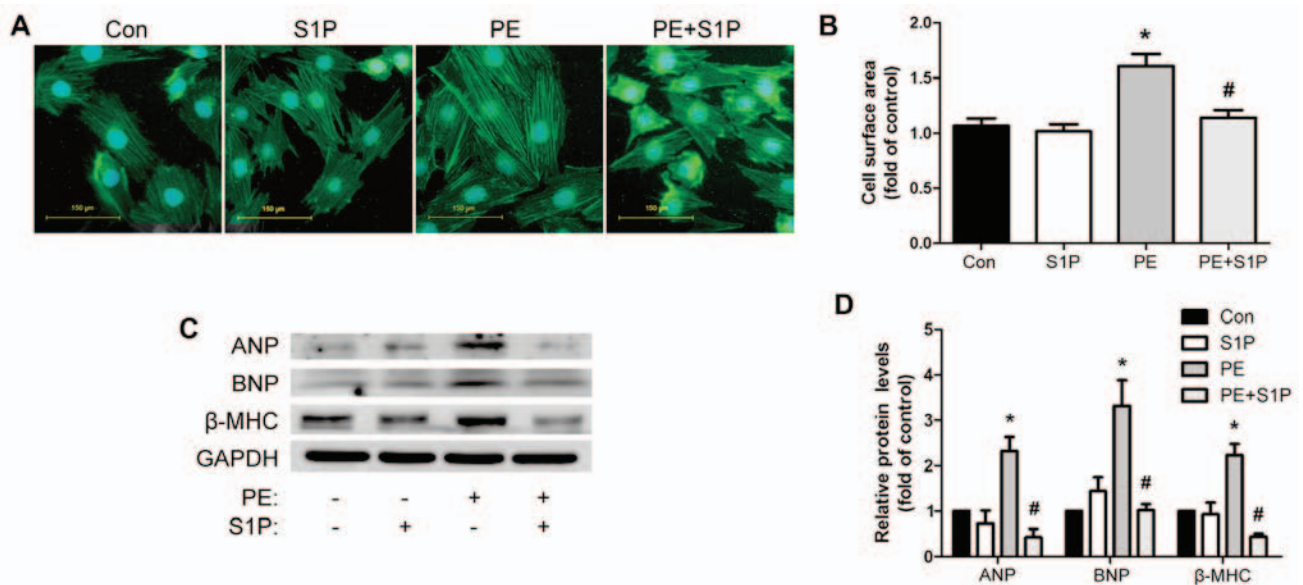 A
Con
S1P
PE
PE+S1P
150 µm
150 µm
150 µm
150 µm
B
Cell surface area
(fold of control)
2.0
1.5
1.0
0.5
0.0
*
#
Con
S1P
PE
PE+S1P
C
ANP
BNP
β-MHC
GAPDH
PE: - - + +
S1P: - + - +
D
Relative protein levels
(fold of control)
5
4
3
2
1
0
Con
S1P
PE
PE+S1P
*
#
*
#
*
#
ANP
BNP
β-MHC